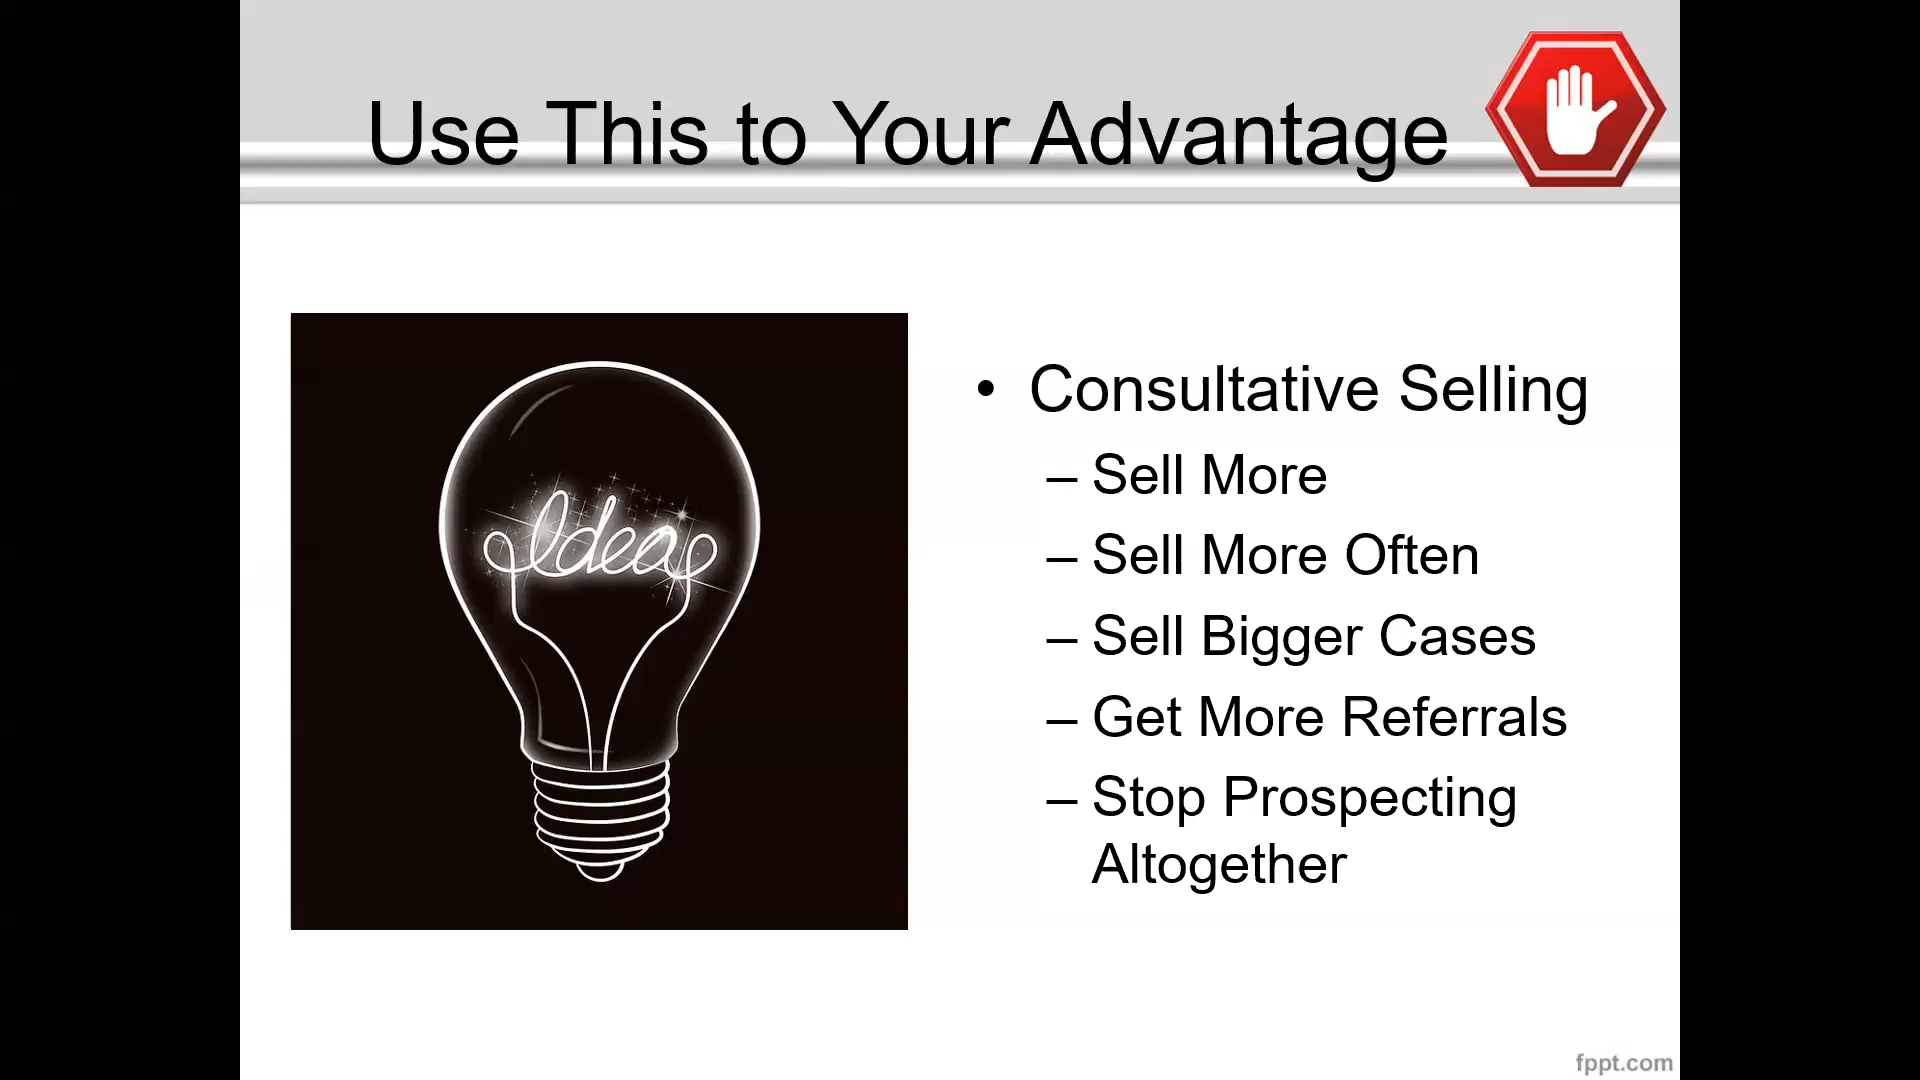 Use This to Your Advantage
Idea
• Consultative Selling
– Sell More
– Sell More Often
– Sell Bigger Cases
– Get More Referrals
– Stop Prospecting
Altogether
fppt.com